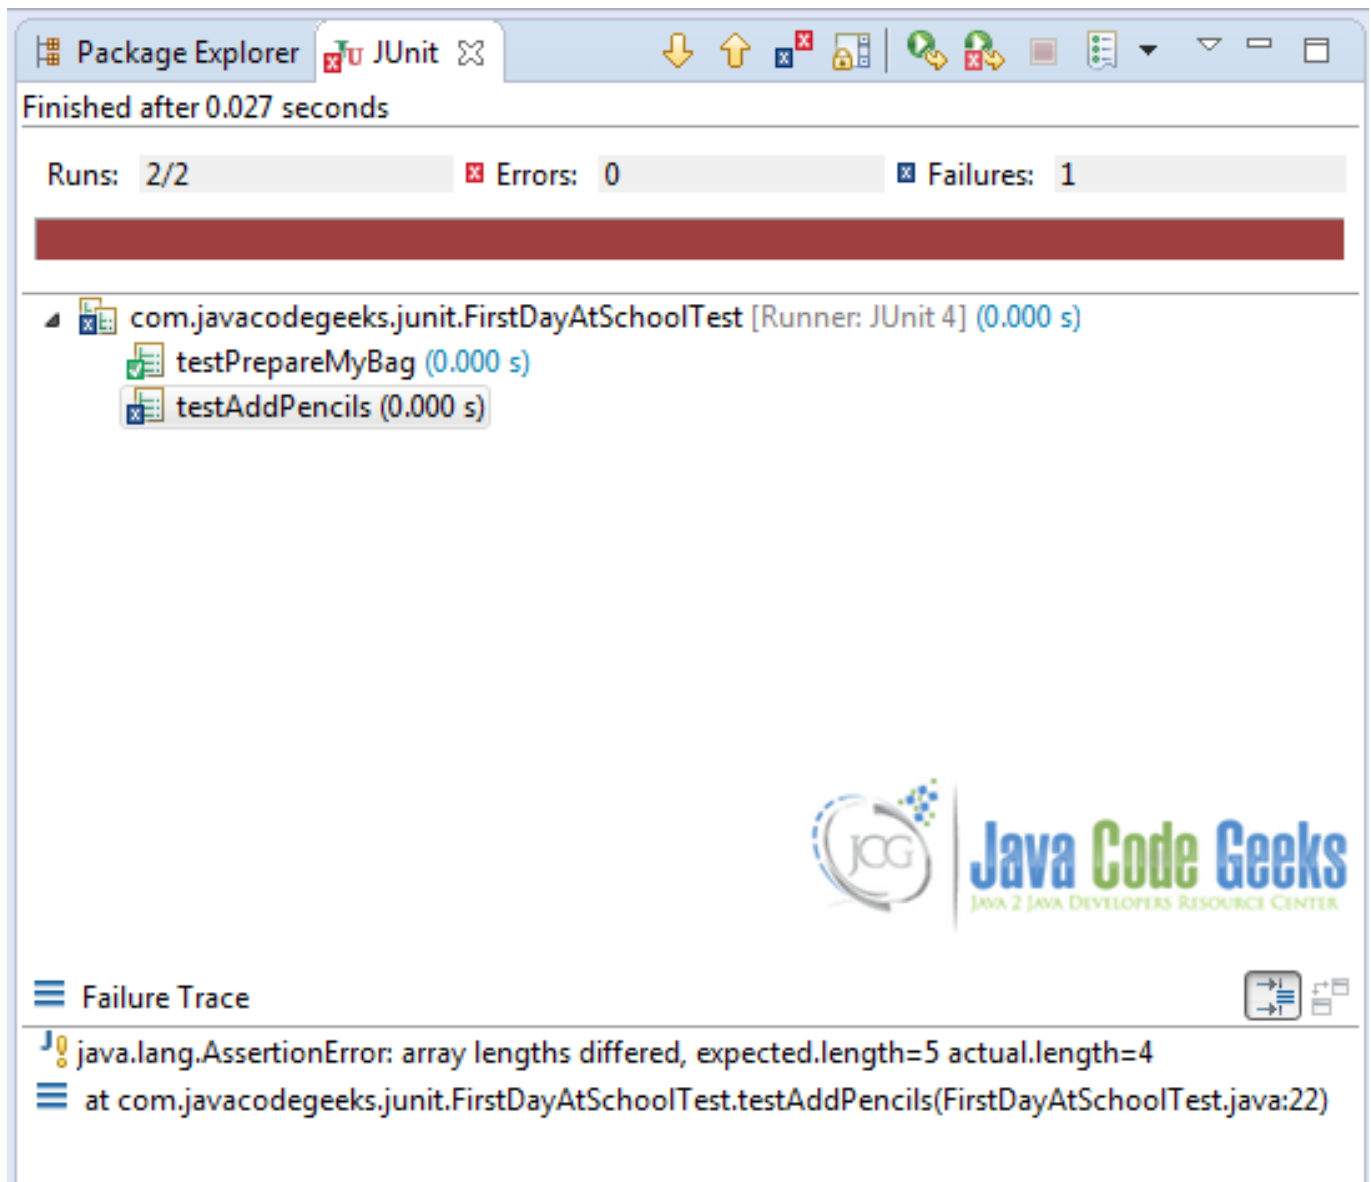 Package Explorer JU JUnit
Finished after 0.027 seconds
Runs: 2/2 Errors: 0 Failures: 1
com.javacodegeeks.junit.FirstDayAtSchoolTest [Runner: JUnit 4] (0.000 s)
testPrepareMyBag (0.000 s)
testAddPencils (0.000 s)
JCG
Java Code Geeks
JAVA 2 JAVA DEVELOPERS RESOURCE CENTER
Failure Trace
java.lang.AssertionError: array lengths differed, expected.length=5 actual.length=4
at com.javacodegeeks.junit.FirstDayAtSchoolTest.testAddPencils(FirstDayAtSchoolTest.java:22)